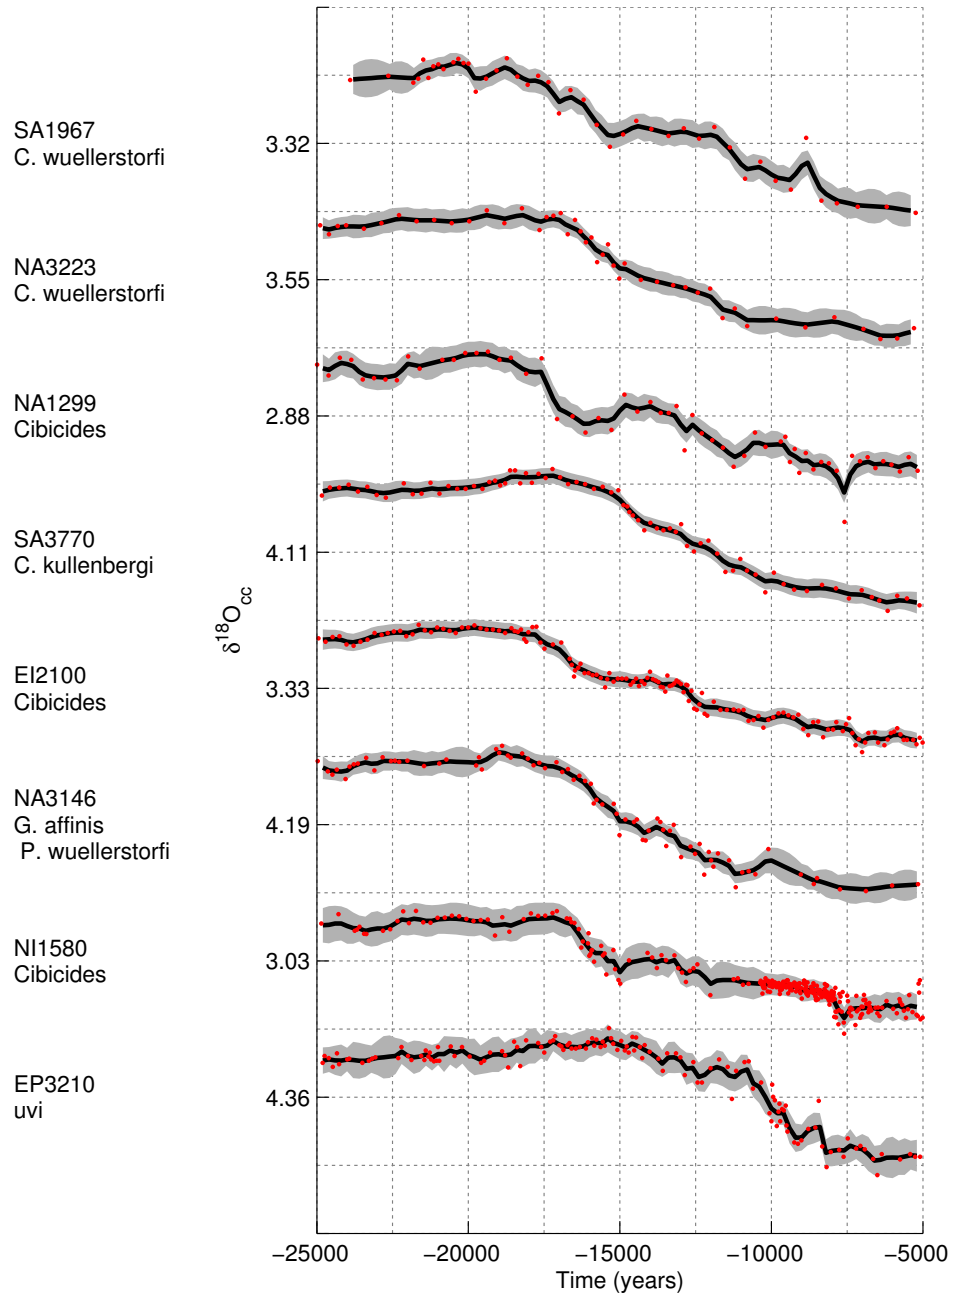 SA1967
C. wuellerstorfi
3.32
NA3223
C. wuellerstorfi
3.55
NA1299
Cibicides
2.88
SA3770
C. kullenbergi
4.11
δ18Occ
EI2100
Cibicides
3.33
NA3146
G. affinis
P. wuellerstorfi
4.19
NI1580
Cibicides
3.03
EP3210
uvi
4.36
−25000 −20000 −15000 −10000 −5000
Time (years)